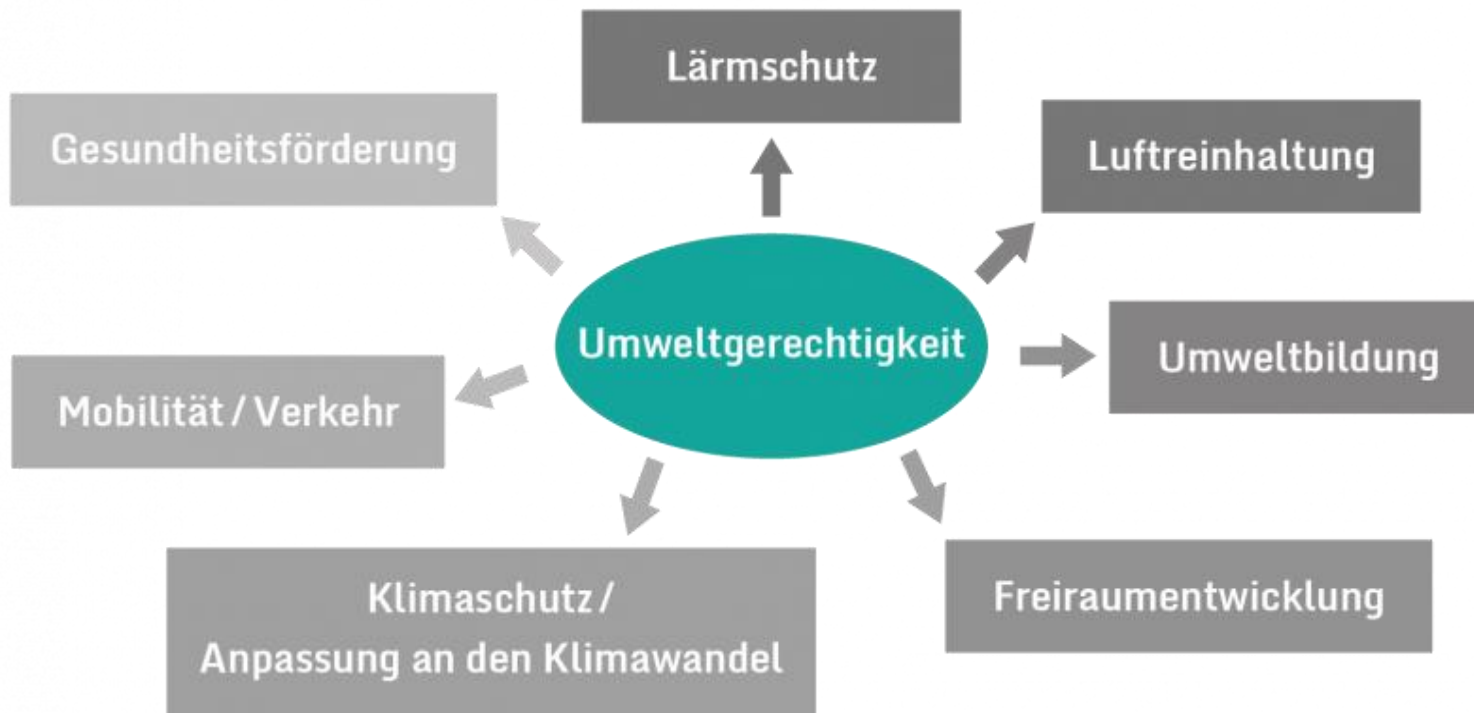 Lärmschutz
Gesundheitsförderung
Luftreinhaltung
Umweltgerechtigkeit
Umweltbildung
Mobilität / Verkehr
Klimaschutz /
Anpassung an den Klimawandel
Freiraumentwicklung